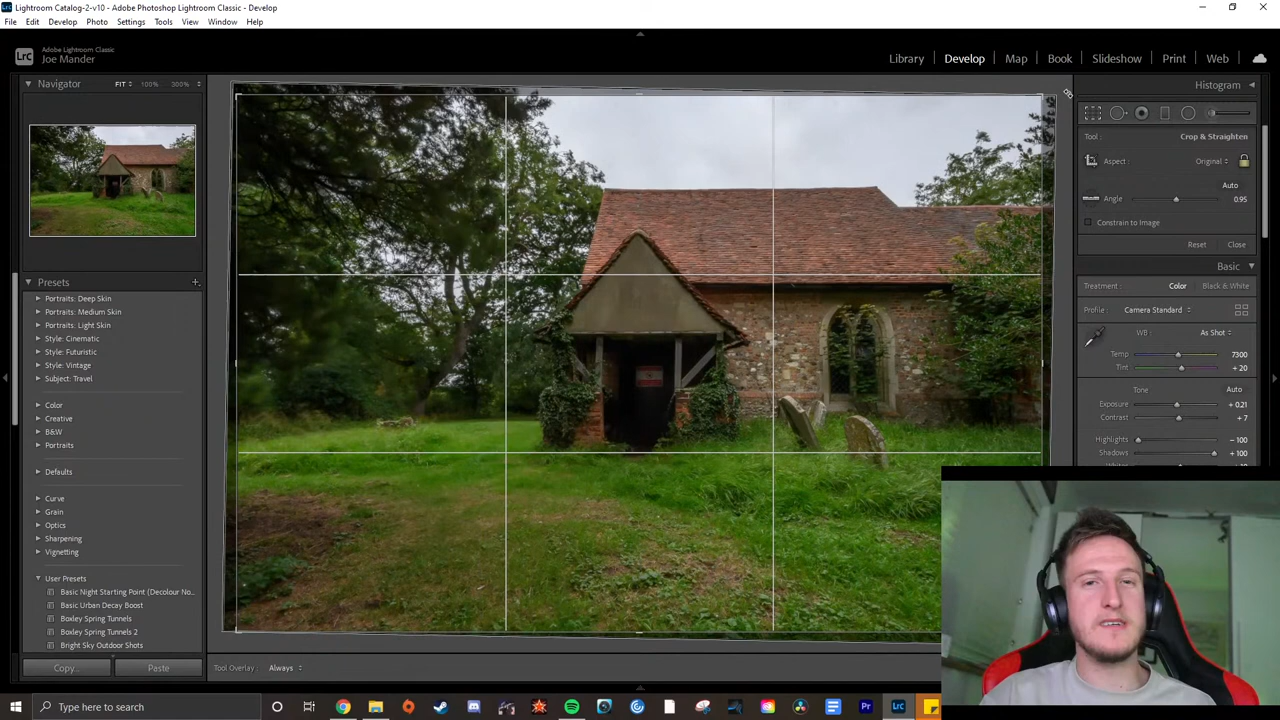 Lightroom Catalog-2-v10 - Adobe Photoshop Lightroom Classic - Develop
File Edit Develop Photo Settings Tools View Window Help
Lrc
Adobe Lightroom Classic
Joe Mander
Library Develop Map Book Slideshow Print Web
Navigator FIT 100% 300%
Histogram
Tool: Crop & Straighten
Aspect: Original
Auto
Angle 0.95
Constrain to Image
Reset Close
Basic
Treatment: Color Black & White
Profile: Camera Standard
WB: As Shot
Temp 7300
Tint + 20
Tone Auto
Exposure + 0.21
Contrast + 7
Highlights − 100
Shadows + 100
Presets +
Portraits: Deep Skin
Portraits: Medium Skin
Portraits: Light Skin
Style: Cinematic
Style: Futuristic
Style: Vintage
Subject: Travel
Color
Creative
B&W
Portraits
Defaults
Curve
Grain
Optics
Sharpening
Vignetting
User Presets
Basic Night Starting Point (Decolour No...
Basic Urban Decay Boost
Boxley Spring Tunnels
Boxley Spring Tunnels 2
Bright Sky Outdoor Shots
Copy... Paste
Tool Overlay: Always
Type here to search
Pr
Lrc